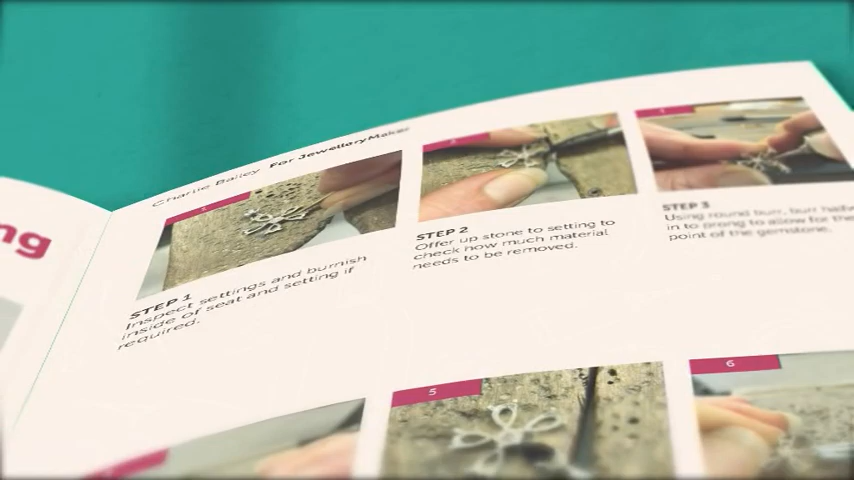 ng
Charlie Bailey For JewelleryMaker
STEP 1
Inspect settings and burnish
inside of seat and setting if
required.
STEP 2
Offer up stone to setting to
check how much material
needs to be removed.
STEP 3
Using round burr, burr halfw
in to prong to allow for the
point of the gemstone.
5
6